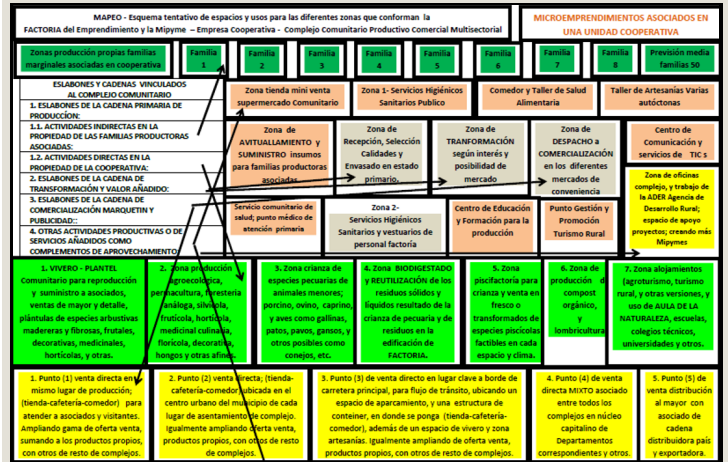 MAPEO - Esquema tentativo de espacios y usos para las diferentes zonas que conforman la
FACTORIA del Emprendimiento y la Mipyme – Empresa Cooperativa - Complejo Comunitario Productivo Comercial Multisectorial
MICROEMPRENDIMIENTOS ASOCIADOS EN
UNA UNIDAD COOPERATIVA
Zonas producción propias familias
marginales asociadas en cooperativa
Familia
1
Familia
2
Familia
3
Familia
4
Familia
5
Familia
6
Familia
7
Familia
8
Previsión media
familias 50
ESLABONES Y CADENAS VINCULADOS
AL COMPLEJO COMUNITARIO
1. ESLABONES DE LA CADENA PRIMARIA DE
PRODUCCÍON:
1.1. ACTIVIDADES INDIRECTAS EN LA
PROPIEDAD DE LAS FAMILIAS PRODUCTORAS
ASOCIADAS:
1.2. ACTIVIDADES DIRECTAS EN LA
PROPIEDAD DE LA COOPERATIVA:
2. ESLABONES DE LA CADENA DE
TRANSFORMACIÓN Y VALOR AÑADIDO:
3. ESLABONES DE LA CADENA DE
COMERCIALIZACIÓN MARQUETIN Y
PUBLICIDAD::
4. OTRAS ACTIVIDADES PRODUCTIVAS O DE
SERVICIOS AÑADIDOS COMO
COMPLEMENTOS DE APROVECHAMIENTO
Zona tienda mini venta
supermercado Comunitario
Zona 1- Servicios Higiénicos
Sanitarios Publico
Comedor y Taller de Salud
Alimentaria
Taller de Artesanías Varias
autóctonas
Zona de
AVITUALLAMIENTO y
SUMINISTRO insumos
para familias productoras
asociadas
Zona de
Recepción, Selección
Calidades y
Envasado en estado
primario.
Zona de
TRANFORMACIÓN
según interés y
posibilidad de
mercado
Zona de
DESPACHO a
COMERCIALIZACIÓN
en los diferentes
mercados de
conveniencia
Centro de
Comunicación y
servicios de TIC s
Zona de oficinas
complejo, y trabajo de
la ADER Agencia de
Desarrollo Rural;
espacio de apoyo
proyectos; creando más
Mipymes
Servicio comunitario de
salud; punto médico de
atención primaria
Zona 2-
Servicios Higiénicos
Sanitarios y vestuarios de
personal factoría
Centro de Educación
y Formación para la
producción
Punto Gestión y
Promoción
Turismo Rural
1. VIVERO - PLANTEL
Comunitario para reproducción
y suministro a asociados,
ventas de mayor y detalle,
plántulas de especies arbustivas
madereras y fibrosas, frutales,
decorativas, medicinales,
hortícolas, y otras.
2. Zona producción
agroecológica,
permacultura, foresteria
análoga, silvícola,
frutícola, hortícola,
medicinal culinaria,
florícola, decorativa,
hongos y otras afines.
3. Zona crianza de
especies pecuarias de
animales menores;
porcino, ovino, caprino,
y aves como gallinas,
patos, pavos, gansos, y
otros posibles como
conejos, etc.
4. Zona BIODIGESTADO
y REUTILIZACIÓN de los
residuos sólidos y
líquidos resultado de la
crianza de pecuaria y de
residuos en la
edificación de
FACTORIA.
5. Zona
piscifactoría para
crianza y venta en
fresco o
transformados de
especies piscícolas
factibles en cada
espacio y clima.
6. Zona de
producción d
compost
orgánico,
y
lombricultura
7. Zona alojamientos
(agroturismo, turismo
rural, y otras versiones, y
uso de AULA DE LA
NATURALEZA, escuelas,
colegios técnicos,
universidades y otros.
1. Punto (1) venta directa en
mismo lugar de producción;
(tienda-cafetería-comedor) para
atender a asociados y visitantes.
Ampliando gama de oferta venta,
sumando a los productos propios,
con otros de resto de complejos.
2. Punto (2) venta directa; (tienda-
cafetería-comedor) ubicada en el
centro urbano del municipio de cada
lugar de asentamiento de complejo.
Igualmente ampliando oferta venta,
productos propios, con otros de resto
de complejos.
3. Punto (3) de venta directo en lugar clave a borde de
carretera principal, para flujo de tránsito, ubicando un
espacio de aparcamiento, y una estructura de
conteiner, en donde se ponga (tienda-cafetería-
comedor), además de un espacio de vivero y zona
artesanías. Igualmente ampliando de oferta venta,
productos propios, con otros de resto de complejos.
4. Punto (4) de venta
directa MIXTO asociado
entre todos los
complejos en núcleo
capitalino de
Departamentos
correspondientes y otros.
5. Punto (5) de
venta distribución
al mayor con
asociado de
cadena
distribuidora país
y exportadora.